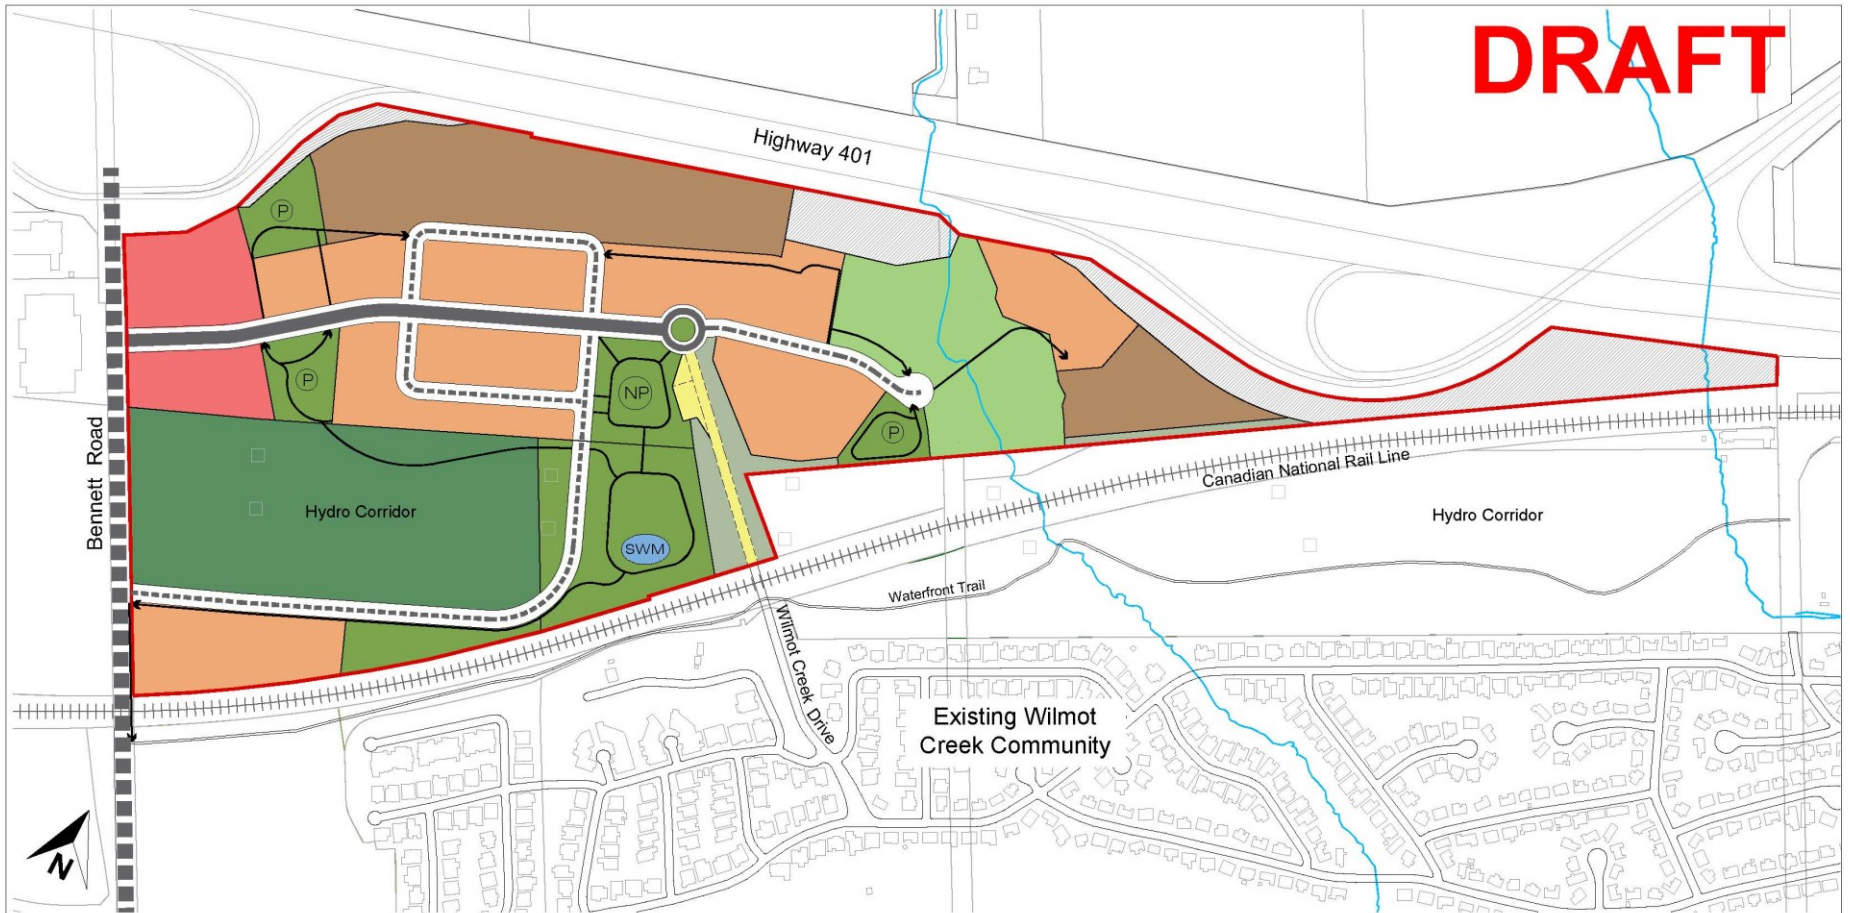 DRAFT
Highway 401
P
P
NP
P
Bennett Road
Canadian National Rail Line
Hydro Corridor
Hydro Corridor
SWM
Waterfront Trail
Wilmot Creek Drive
Existing Wilmot
Creek Community
N